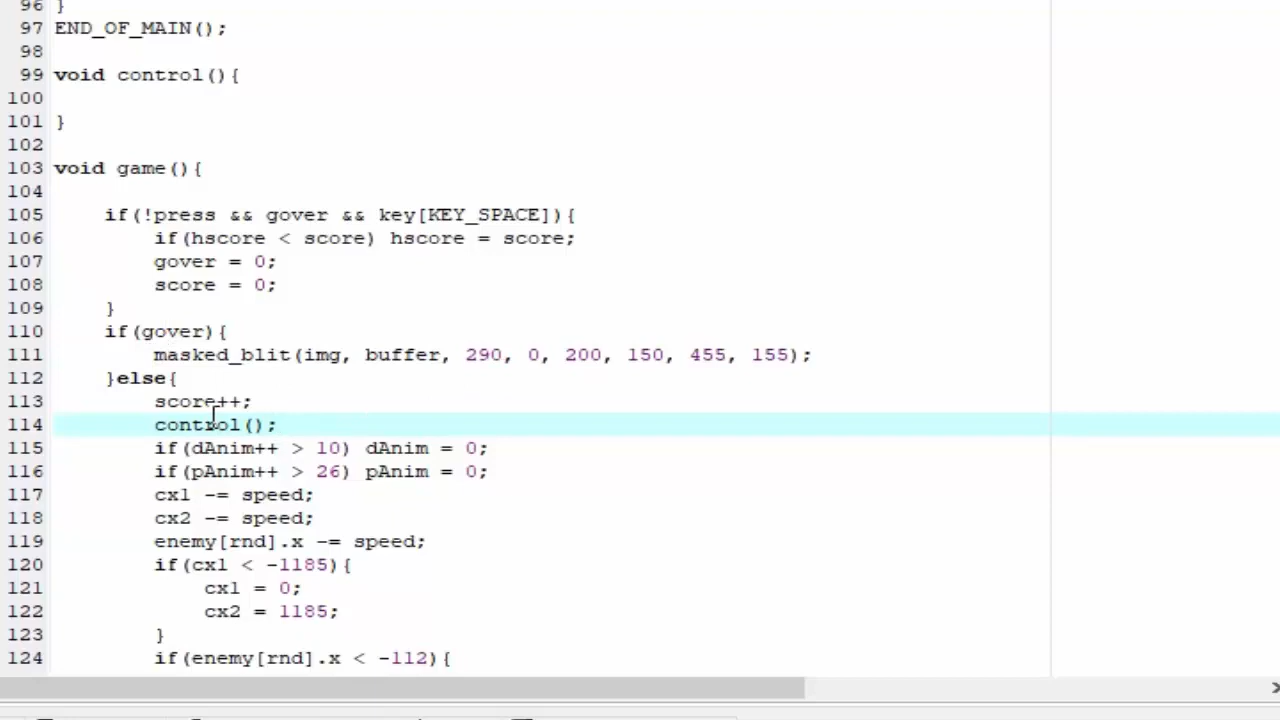 96 }
97 END_OF_MAIN();
98
99 void control(){
100
101 }
102
103 void game(){
104
105 if(!press && gover && key[KEY_SPACE]){
106 if(hscore < score) hscore = score;
107 gover = 0;
108 score = 0;
109 }
110 if(gover){
111 masked_blit(img, buffer, 290, 0, 200, 150, 455, 155);
112 }else{
113 score++;
114 control();
115 if(dAnim++ > 10) dAnim = 0;
116 if(pAnim++ > 26) pAnim = 0;
117 cx1 -= speed;
118 cx2 -= speed;
119 enemy[rnd].x -= speed;
120 if(cx1 < -1185){
121 cx1 = 0;
122 cx2 = 1185;
123 }
124 if(enemy[rnd].x < -112){